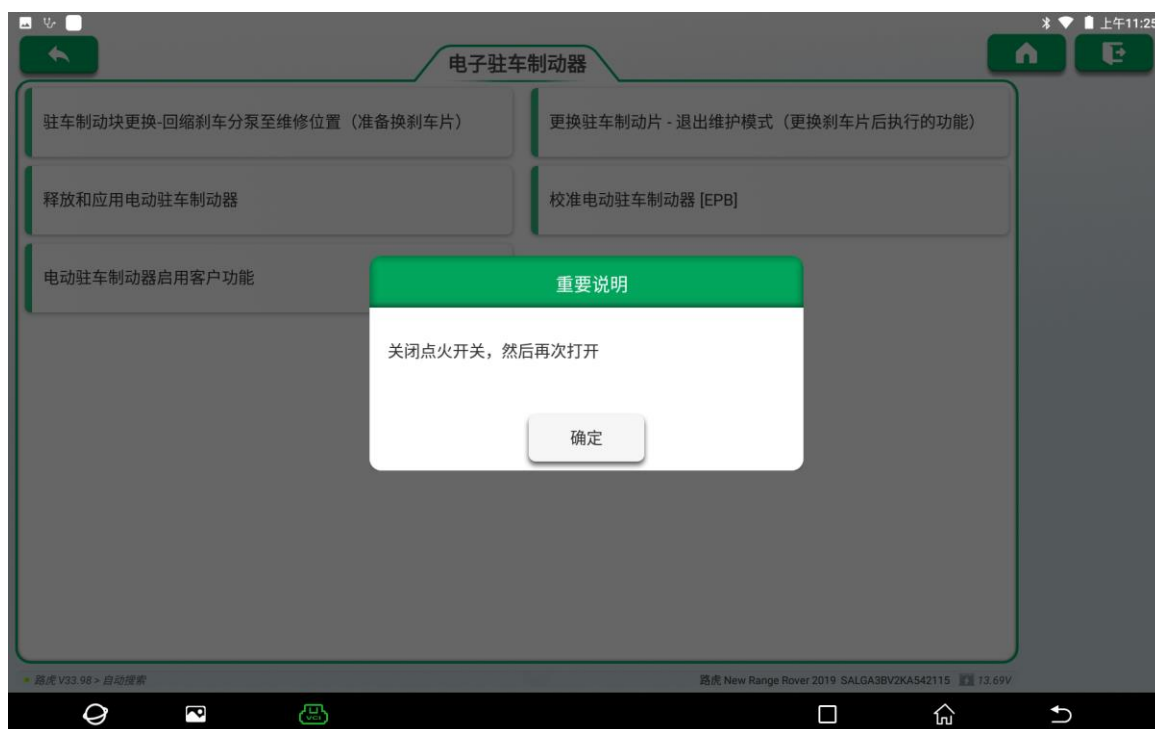 上午11:25
电子驻车制动器
驻车制动块更换-回缩刹车分泵至维修位置（准备换刹车片）
更换驻车制动片 - 退出维护模式（更换刹车片后执行的功能）
释放和应用电动驻车制动器
校准电动驻车制动器 [EPB]
电动驻车制动器启用客户功能
重要说明
关闭点火开关，然后再次打开
确定
路虎 V33.98 > 自动搜索
路虎 New Range Rover 2019 SALGA3BV2KA542115 13.69V
VCI